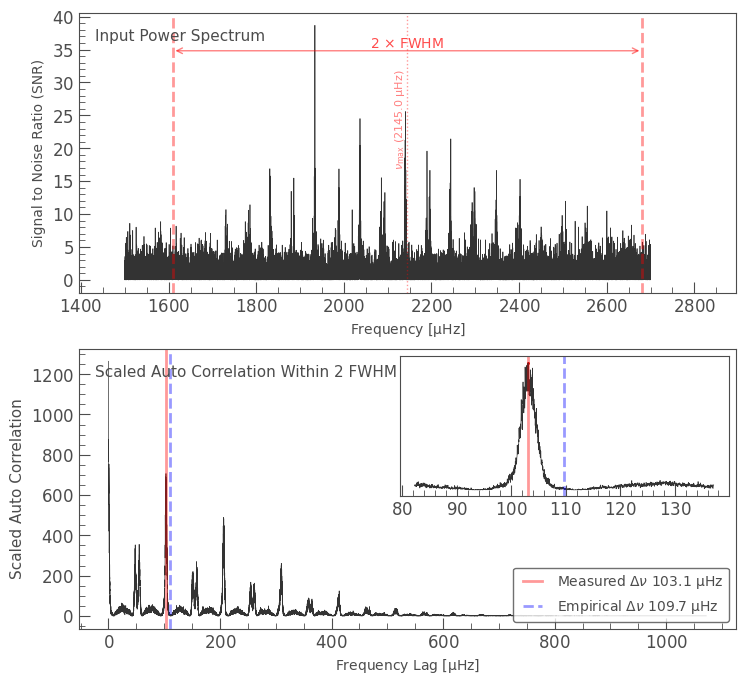 40
35
30
25
20
15
10
5
0
Signal to Noise Ratio (SNR)
Input Power Spectrum
2 × FWHM
νmax (2145.0 μHz)
1400 1600 1800 2000 2200 2400 2600 2800
Frequency [μHz]
1200
1000
800
600
400
200
0
Scaled Auto Correlation
Scaled Auto Correlation Within 2 FWHM
80 90 100 110 120 130
Measured Δν 103.1 μHz
Empirical Δν 109.7 μHz
0 200 400 600 800 1000
Frequency Lag [μHz]